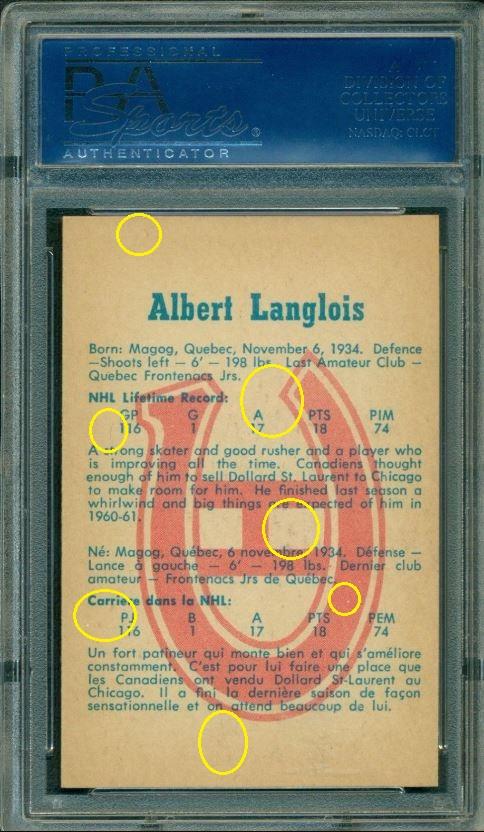 PROFESSIONAL
PSA
Sports®
AUTHENTICATOR
A
DIVISION OF
COLLECTORS
UNIVERSE
NASDAQ: CLCT
Albert Langlois
Born: Magog, Quebec, November 6, 1934. Defence
—Shoots left — 6' — 198 lbs. Last Amateur Club —
Quebec Frontenacs Jrs.
NHL Lifetime Record:
GP G A PTS PIM
116 1 17 18 74
A strong skater and good rusher and a player who
is improving all the time. Canadiens thought
enough of him to sell Dollard St. Laurent to Chicago
to make room for him. He finished last season a
whirlwind and big things are expected of him in
1960-61.
Né: Magog, Québec, 6 novembre, 1934. Défense —
Lance à gauche — 6' — 198 lbs. Dernier club
amateur — Frontenacs Jrs de Québec.
Carrière dans la NHL:
PJ B A PTS PEM
116 1 17 18 74
Un fort patineur qui monte bien et qui s'améliore
constamment. C'est pour lui faire une place que
les Canadiens ont vendu Dollard St-Laurent au
Chicago. Il a fini la dernière saison de façon
sensationnelle et on attend beaucoup de lui.